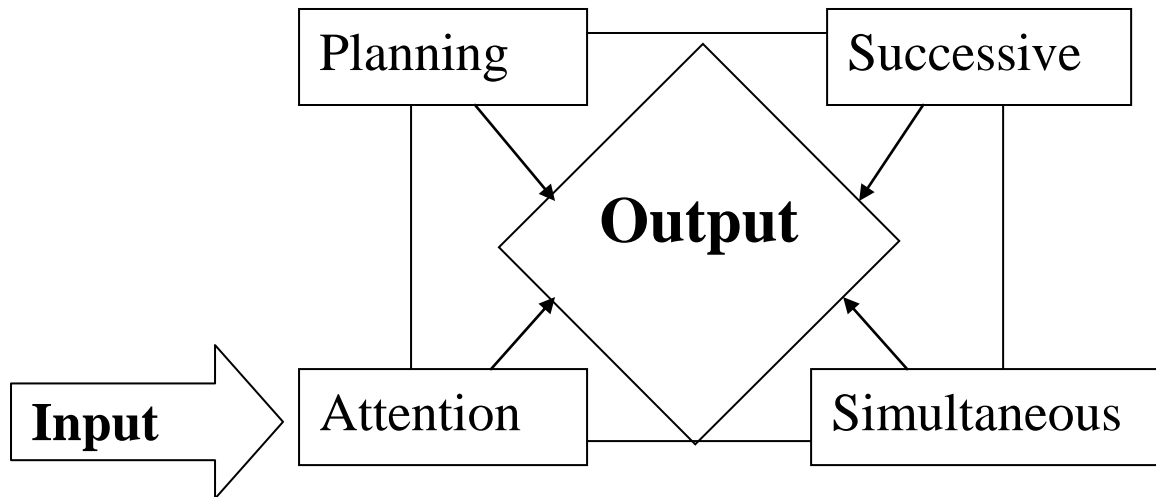 Planning
Successive
Output
Attention
Simultaneous
Input